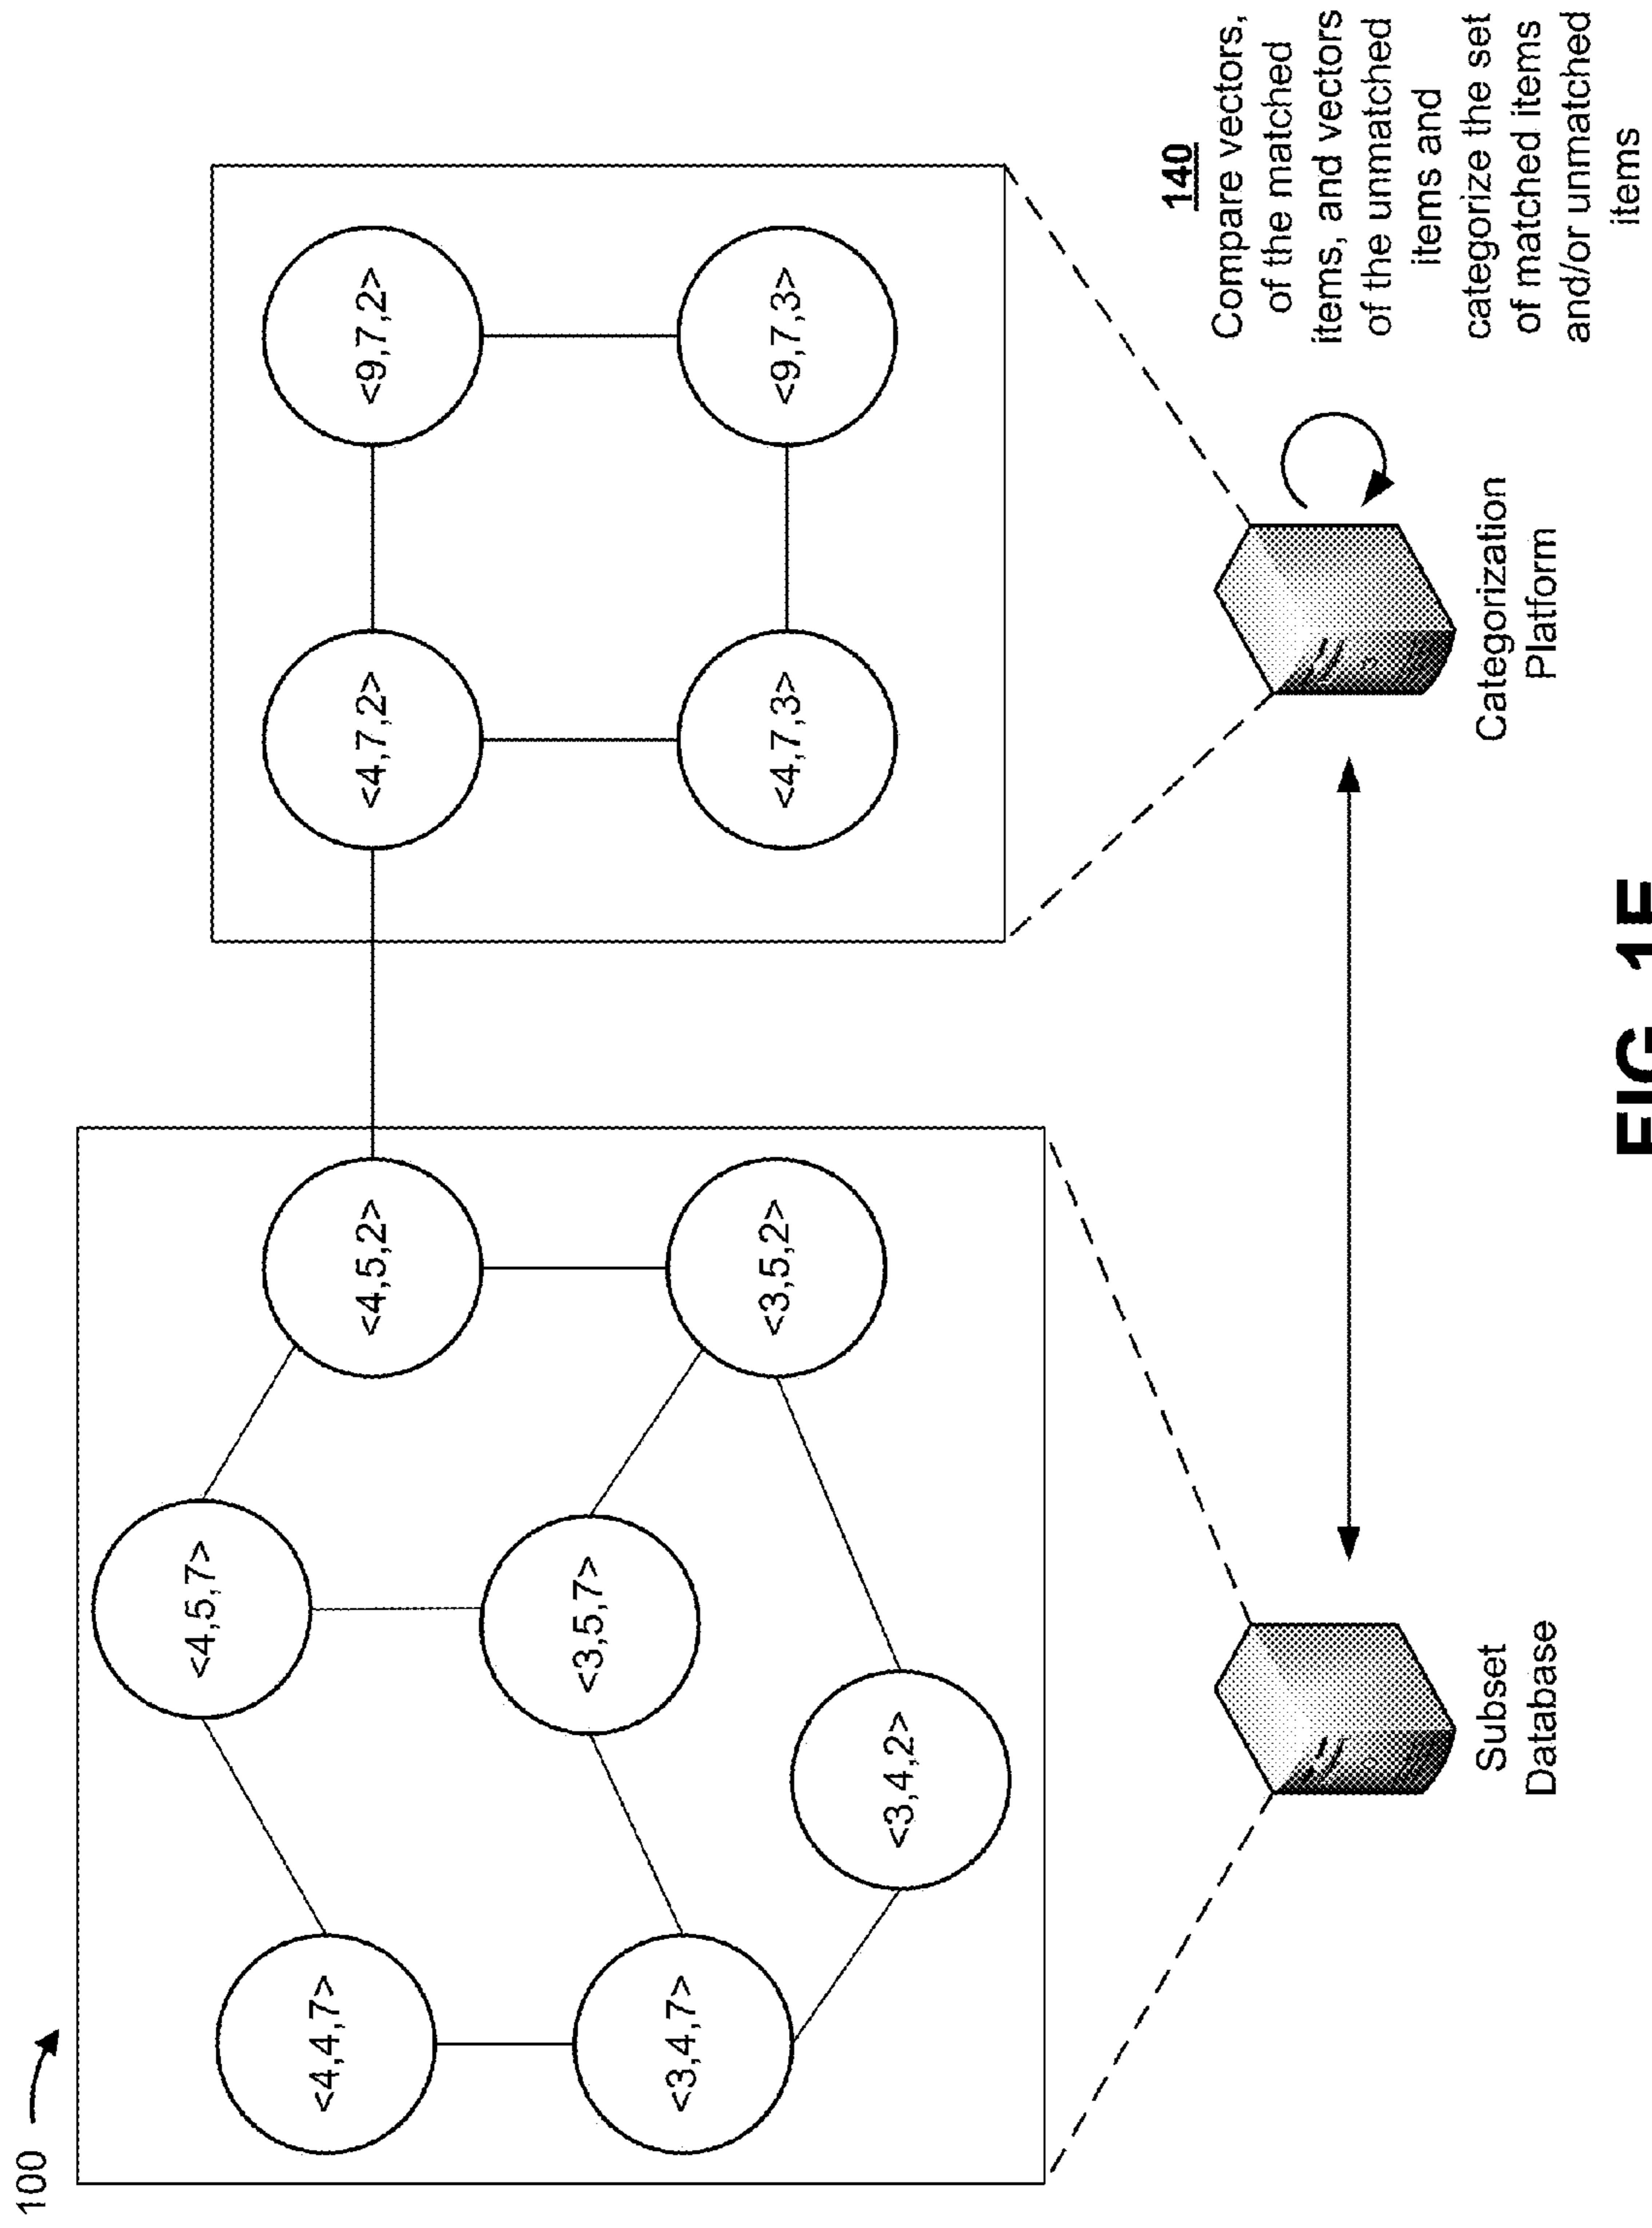 100
<4,5,7>
<4,4,7>
<4,5,2>
<4,7,2>
<9,7,2>
<3,5,7>
<3,4,7>
<3,5,2>
<4,7,3>
<9,7,3>
<3,4,2>
140
Compare vectors,
of the matched
items, and vectors
of the unmatched
items and
categorize the set
of matched items
and/or unmatched
items
Subset
Database
Categorization
Platform